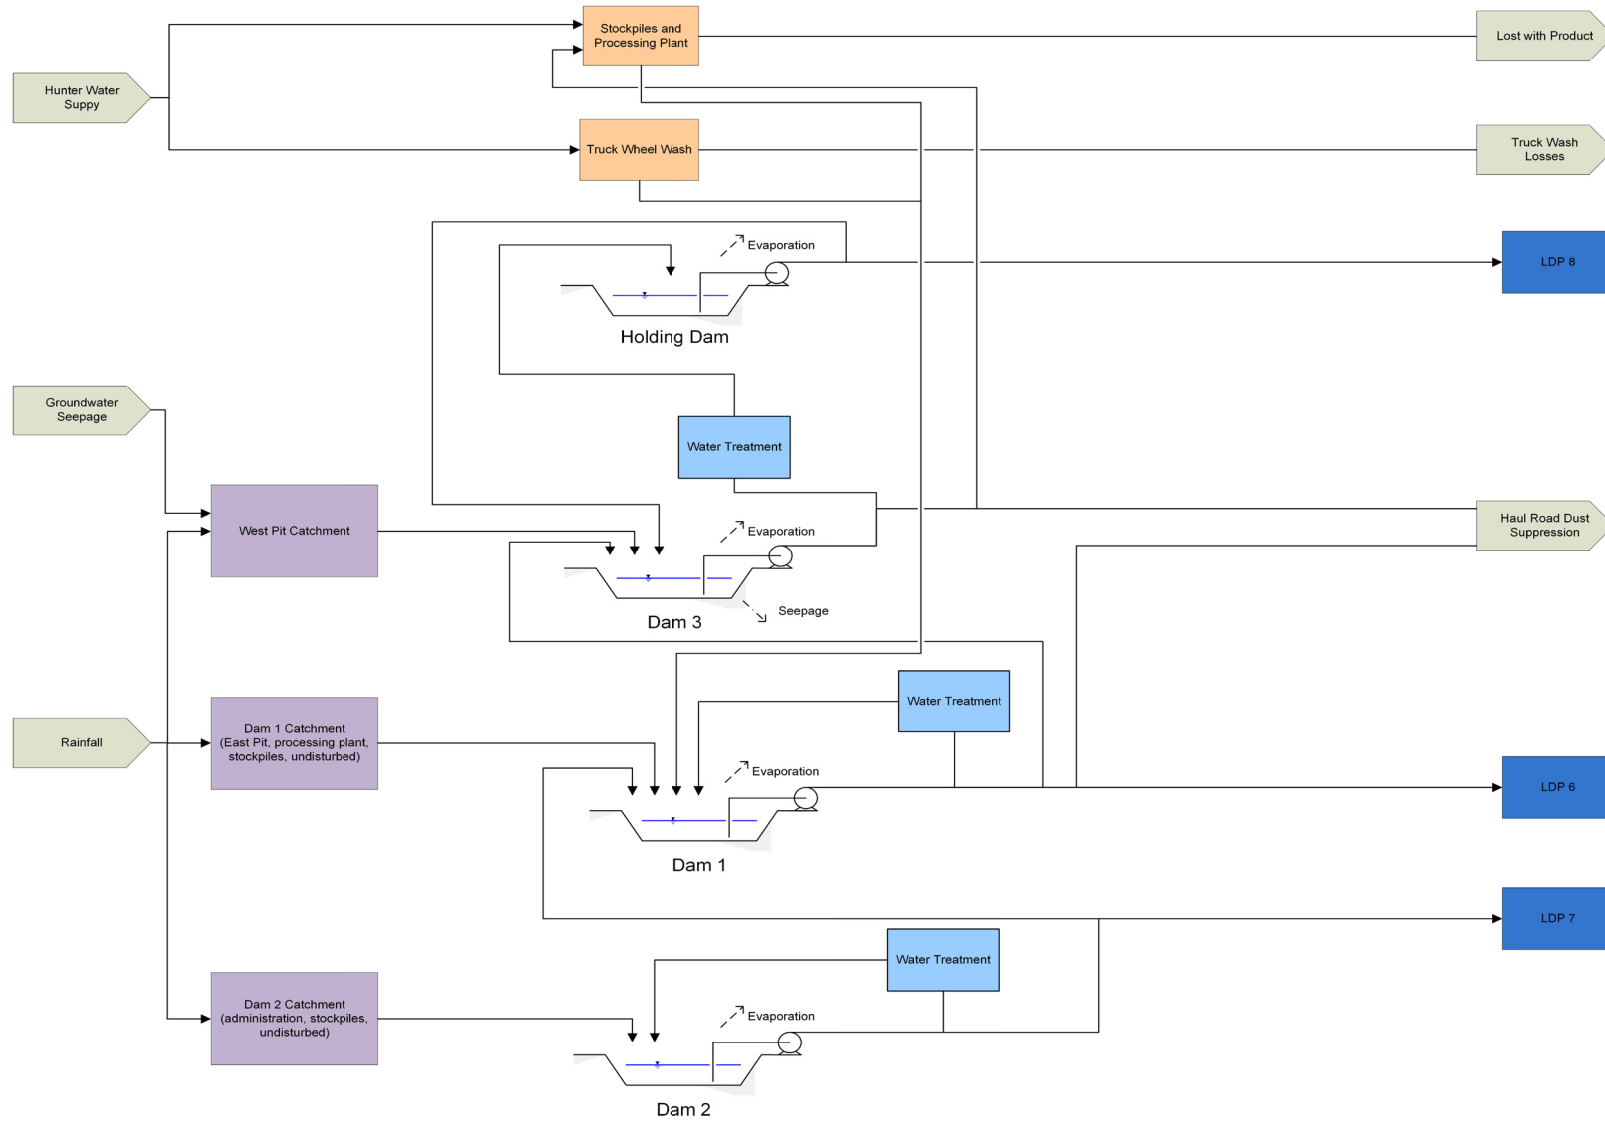 Stockpiles and
Processing Plant
Lost with Product
Hunter Water
Suppy
Truck Wheel Wash
Truck Wash
Losses
Evaporation
LDP 8
Holding Dam
Groundwater
Seepage
Water Treatment
West Pit Catchment
Evaporation
Haul Road Dust
Suppression
Seepage
Dam 3
Water Treatment
Rainfall
Dam 1 Catchment
(East Pit, processing plant,
stockpiles, undisturbed)
Evaporation
LDP 6
Dam 1
LDP 7
Water Treatment
Dam 2 Catchment
(administration, stockpiles,
undisturbed)
Evaporation
Dam 2